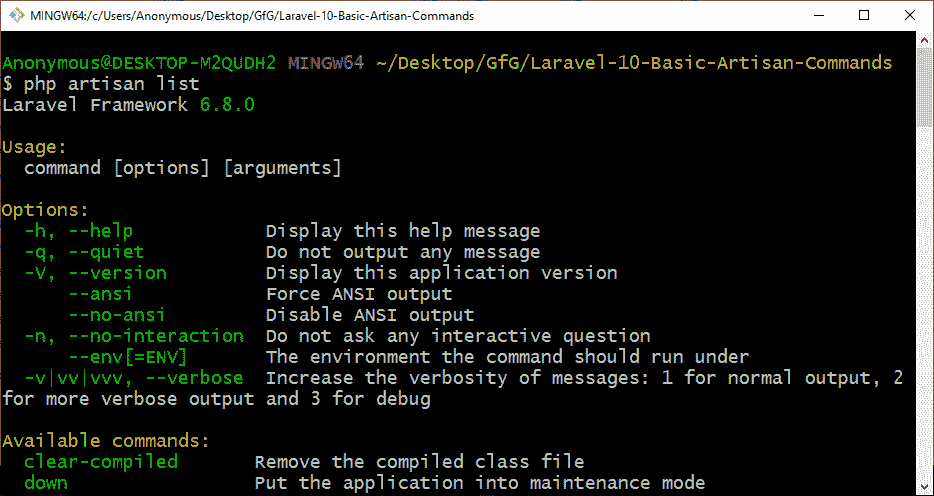 MINGW64:/c/Users/Anonymous/Desktop/GfG/Laravel-10-Basic-Artisan-Commands
Anonymous@DESKTOP-M2QUDH2 MINGW64 ~/Desktop/GfG/Laravel-10-Basic-Artisan-Commands
$ php artisan list
Laravel Framework 6.8.0
Usage:
  command [options] [arguments]
Options:
  -h, --help            Display this help message
  -q, --quiet           Do not output any message
  -V, --version         Display this application version
      --ansi            Force ANSI output
      --no-ansi         Disable ANSI output
  -n, --no-interaction  Do not ask any interactive question
      --env[=ENV]       The environment the command should run under
  -v|vv|vvv, --verbose  Increase the verbosity of messages: 1 for normal output, 2
for more verbose output and 3 for debug
Available commands:
  clear-compiled       Remove the compiled class file
  down                 Put the application into maintenance mode